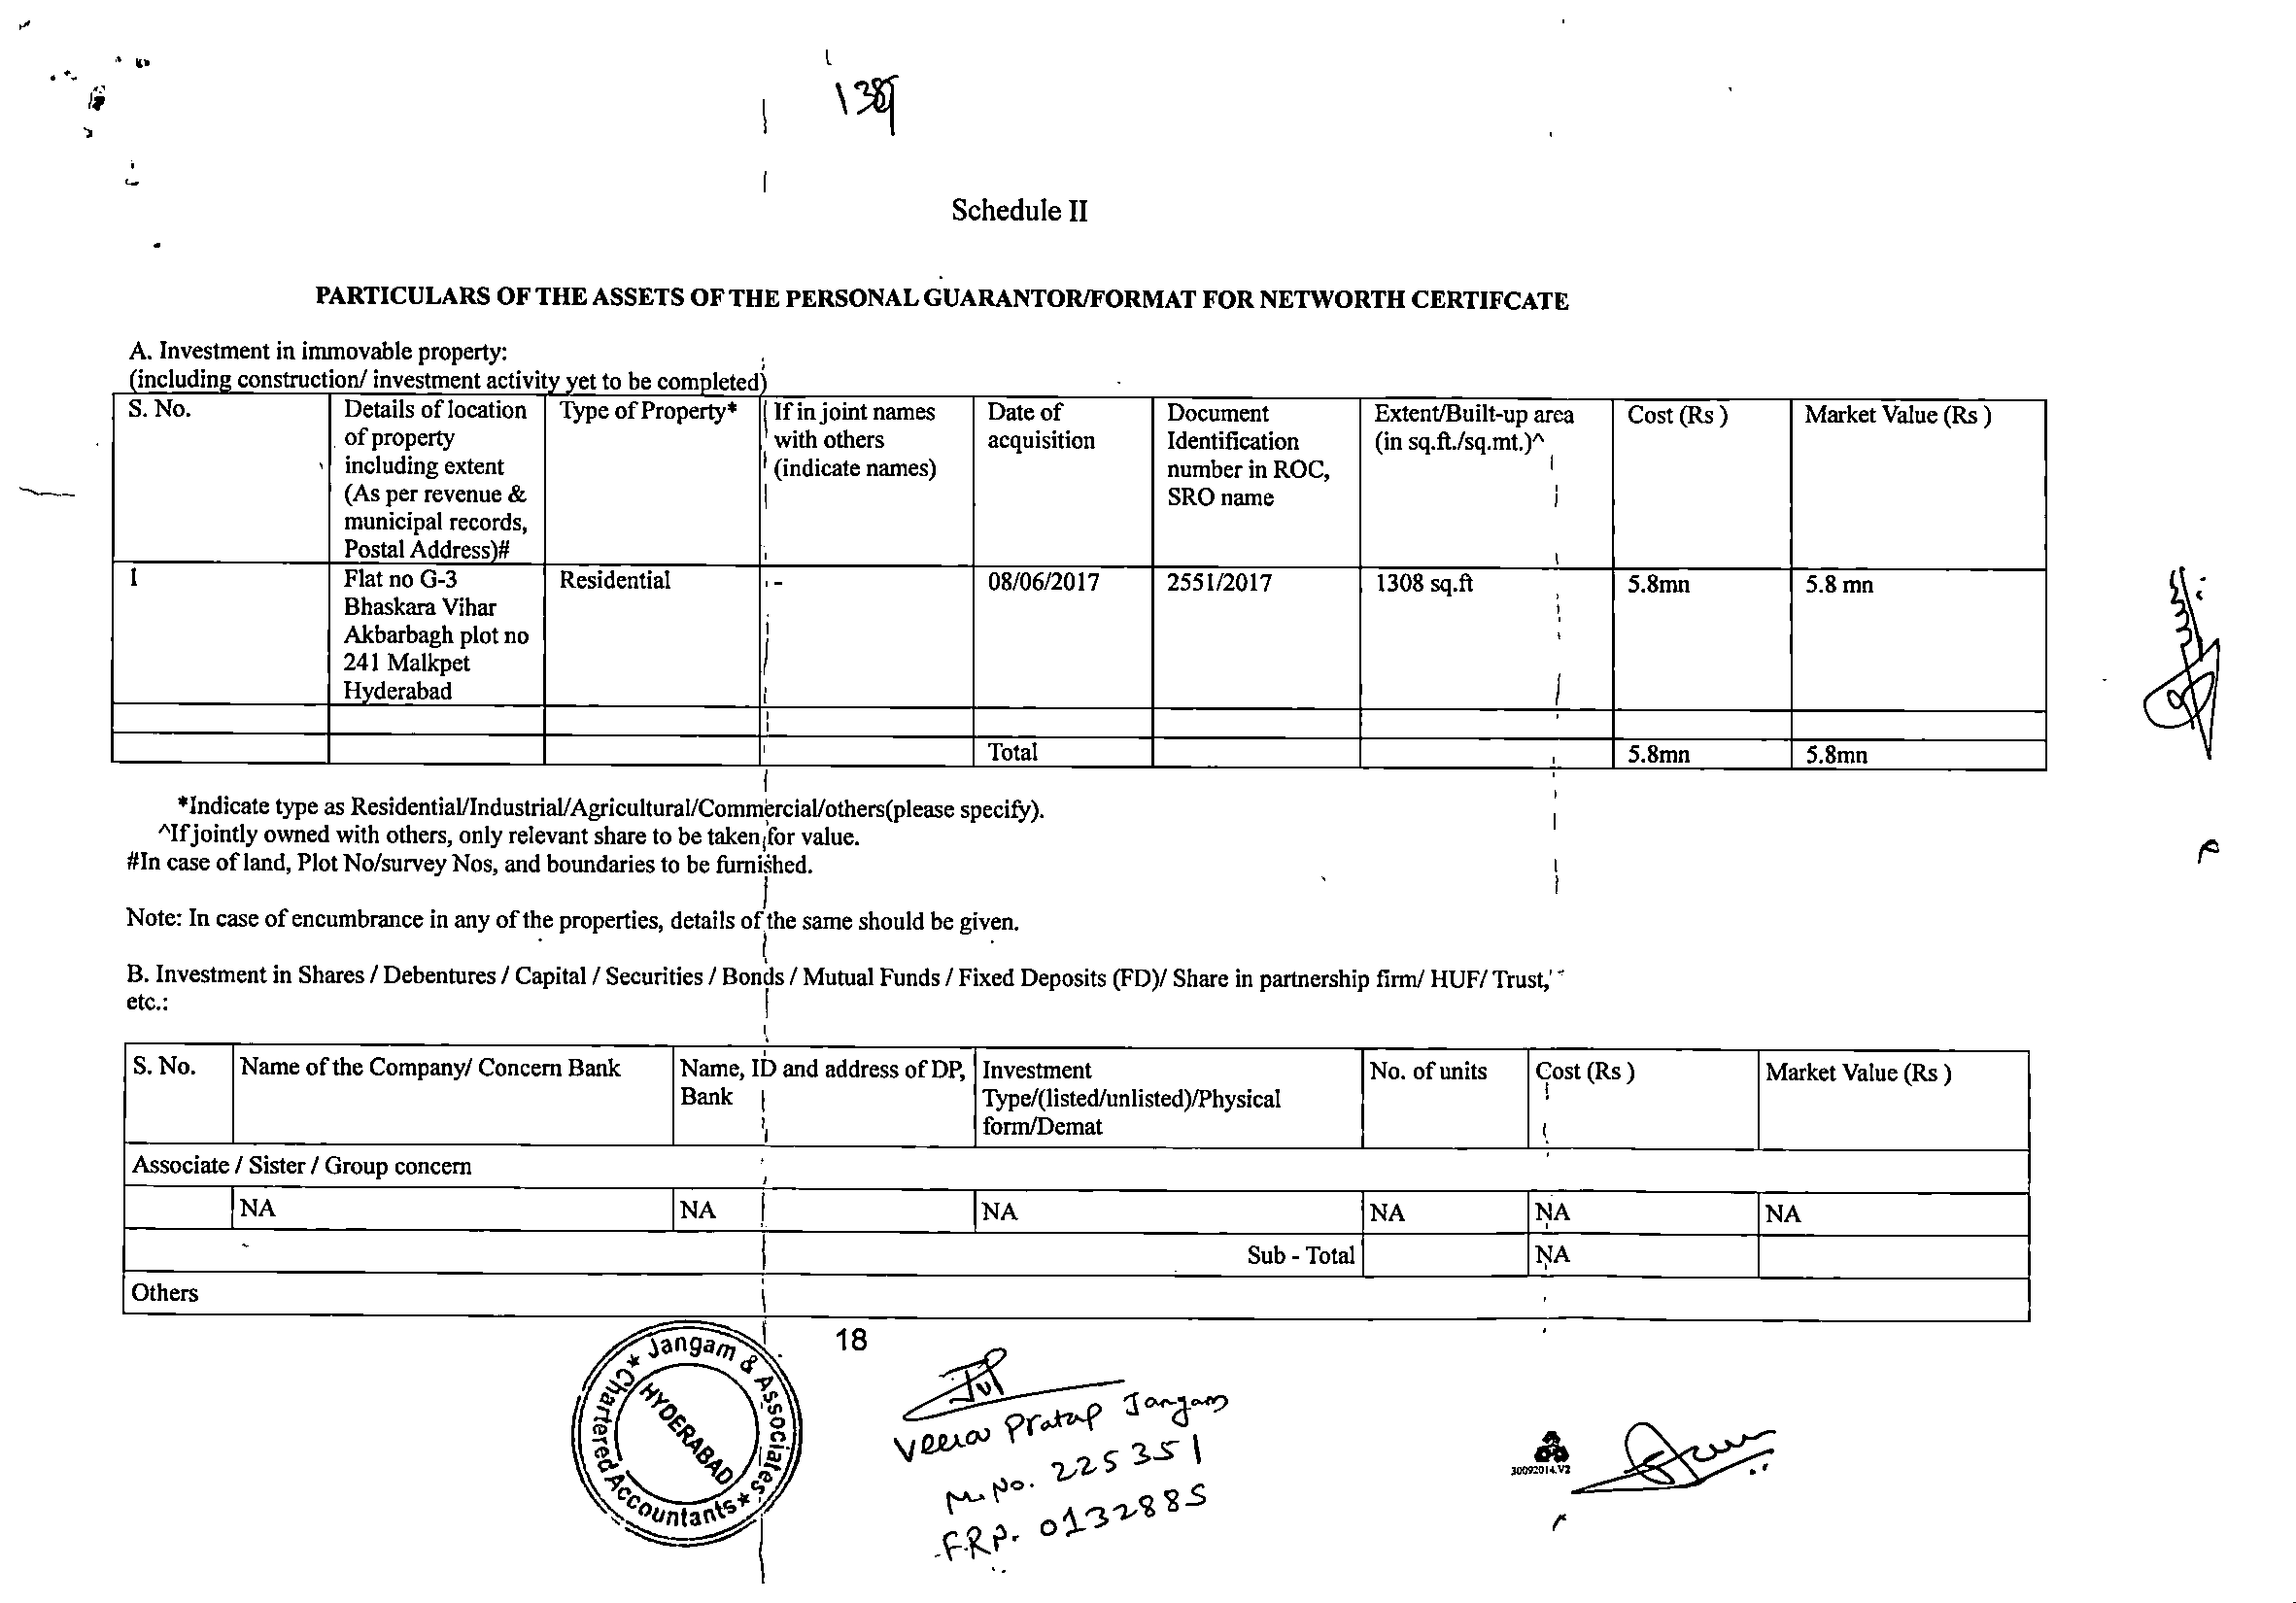 1389
Schedule II
PARTICULARS OF THE ASSETS OF THE PERSONAL GUARANTOR/FORMAT FOR NETWORTH CERTIFCATE
A. Investment in immovable property:
(including construction/ investment activity yet to be completed)
S. No. | Details of location of property including extent (As per revenue & municipal records, Postal Address)# | Type of Property* | If in joint names with others (indicate names) | Date of acquisition | Document Identification number in ROC, SRO name | Extent/Built-up area (in sq.ft./sq.mt.)^ | Cost (Rs ) | Market Value (Rs )
1 | Flat no G-3 Bhaskara Vihar Akbarbagh plot no 241 Malkpet Hyderabad | Residential | - | 08/06/2017 | 2551/2017 | 1308 sq.ft | 5.8mn | 5.8 mn
Total | 5.8mn | 5.8mn
*Indicate type as Residential/Industrial/Agricultural/Commercial/others(please specify).
^If jointly owned with others, only relevant share to be taken for value.
#In case of land, Plot No/survey Nos, and boundaries to be furnished.
Note: In case of encumbrance in any of the properties, details of the same should be given.
B. Investment in Shares / Debentures / Capital / Securities / Bonds / Mutual Funds / Fixed Deposits (FD)/ Share in partnership firm/ HUF/ Trust,
etc.:
S. No. | Name of the Company/ Concern Bank | Name, ID and address of DP, Bank | Investment Type/(listed/unlisted)/Physical form/Demat | No. of units | Cost (Rs ) | Market Value (Rs )
Associate / Sister / Group concern
NA | NA | NA | NA | NA | NA
Sub - Total | NA
Others
18
Jangam & Associates
HYDERABAD
Chartered Accountants
Veera Pratap Jangam
M.No. 225351
F.R.N. 013288S
30092014.V2